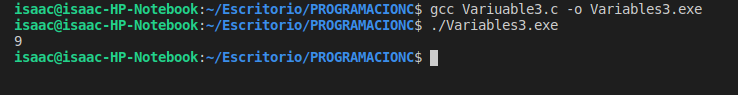 isaac@isaac-HP-Notebook:~/Escritorio/PROGRAMACIONC$ gcc Variuable3.c -o Variables3.exe
isaac@isaac-HP-Notebook:~/Escritorio/PROGRAMACIONC$ ./Variables3.exe
9
isaac@isaac-HP-Notebook:~/Escritorio/PROGRAMACIONC$